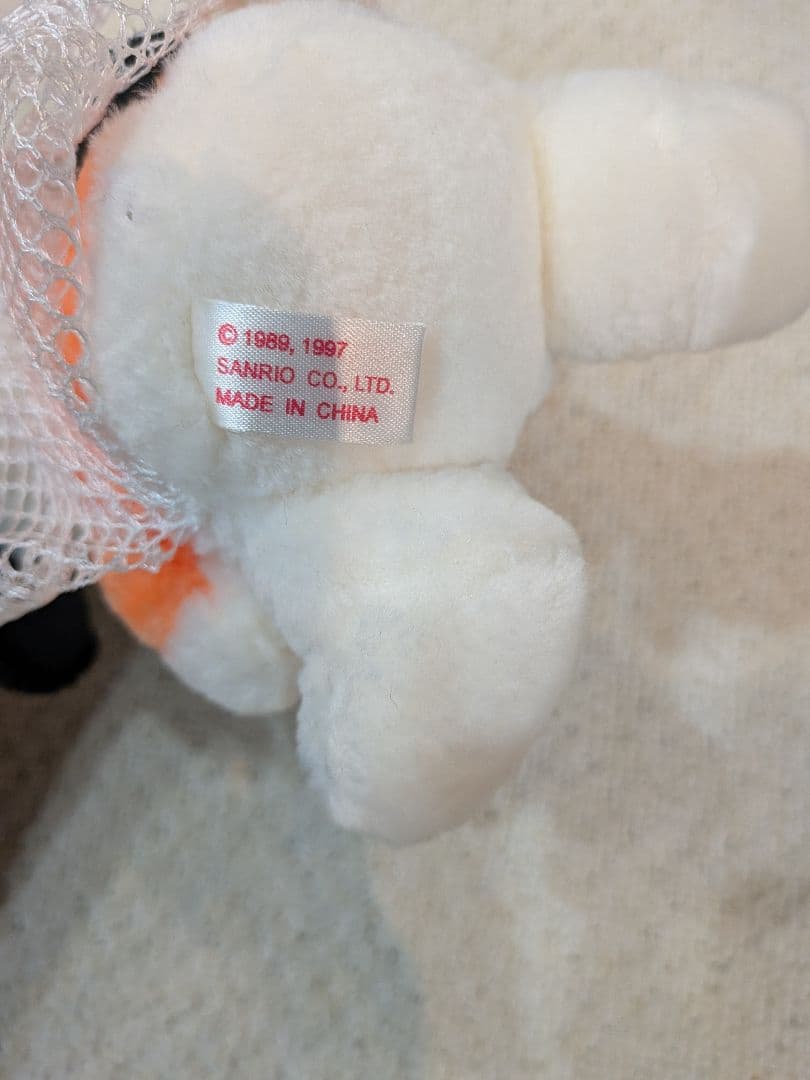 © 1989, 1997
SANRIO CO., LTD.
MADE IN CHINA